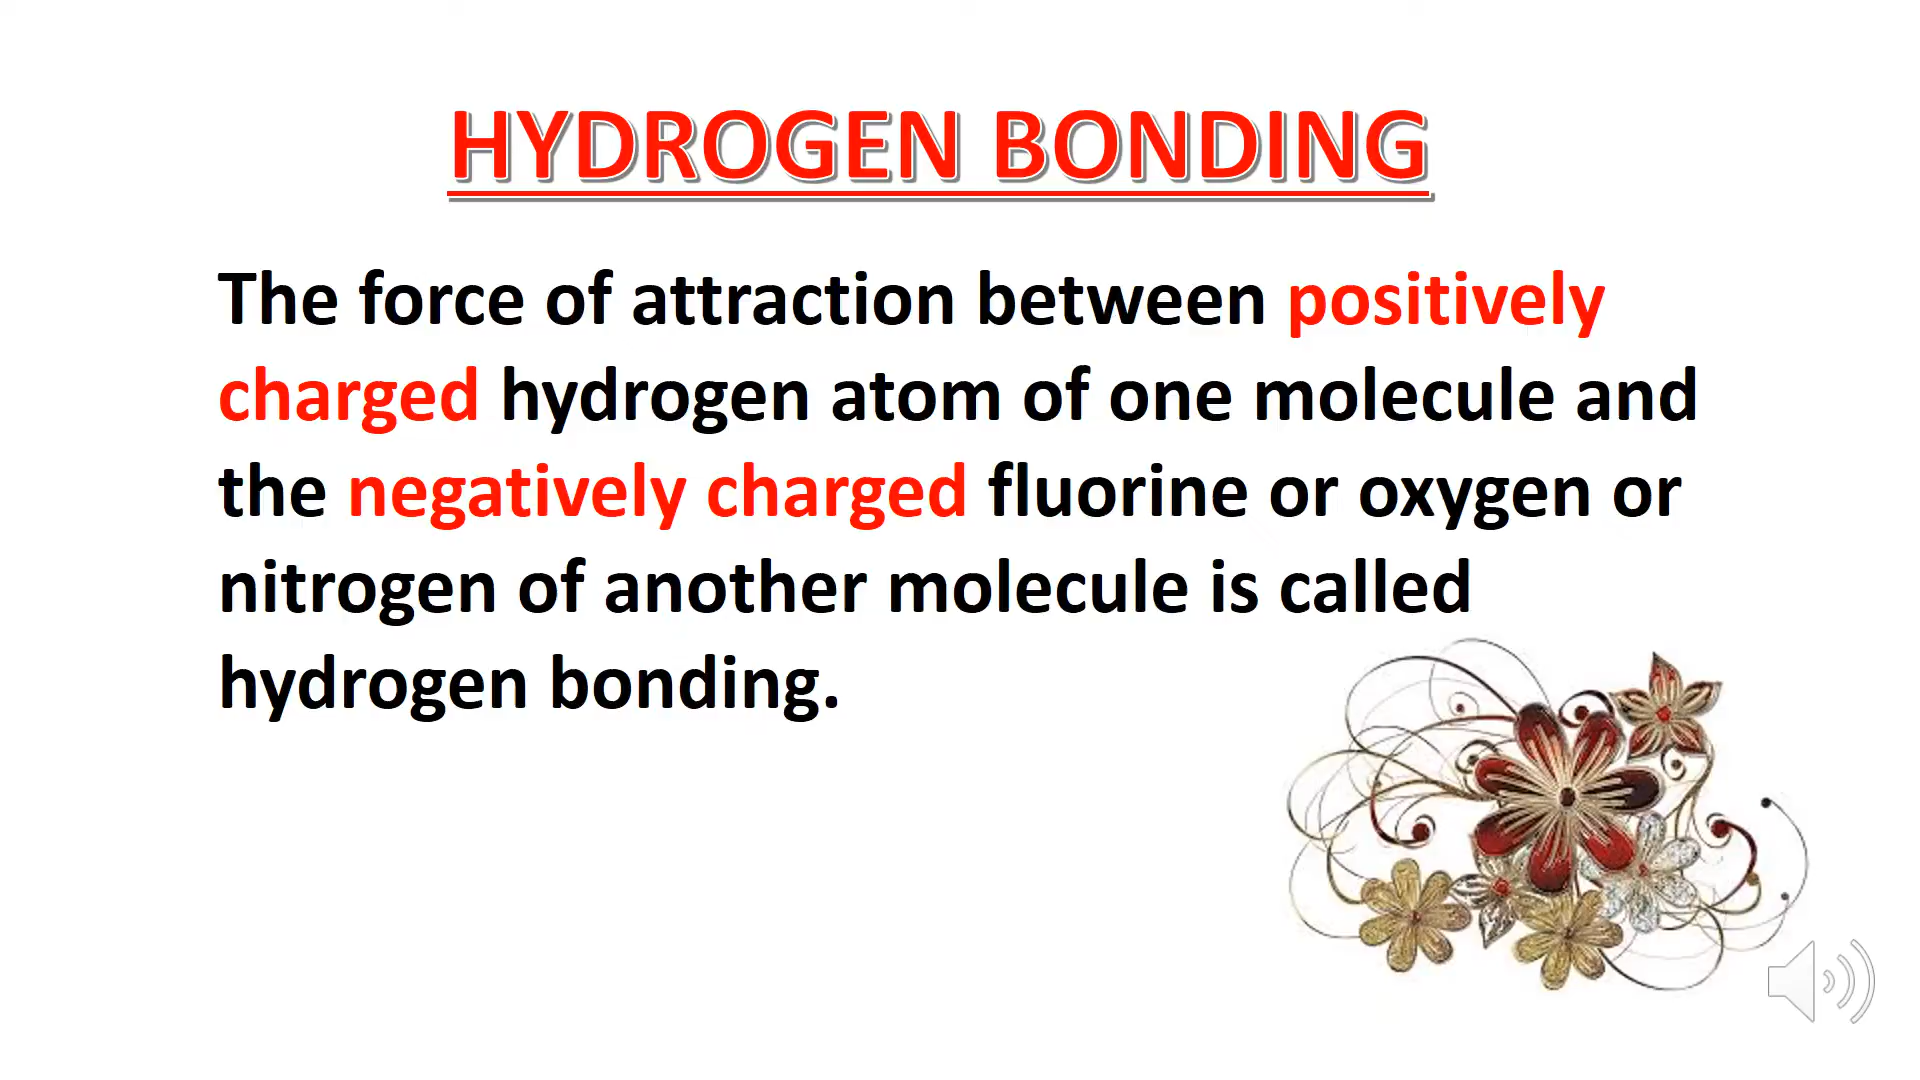 HYDROGEN BONDING
The force of attraction between positively
charged hydrogen atom of one molecule and
the negatively charged fluorine or oxygen or
nitrogen of another molecule is called
hydrogen bonding.